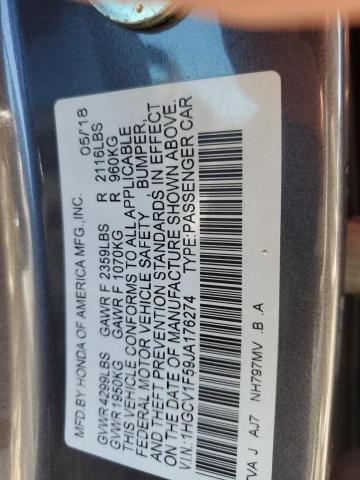 MFD.BY HONDA OF AMERICA MFG.,INC. 05/'18
GVWR 4299LBS GAWR F 2359LBS R 2116LBS
GVWR 1950KG GAWR F 1070KG R 960KG
THIS VEHICLE CONFORMS TO ALL APPLICABLE
FEDERAL MOTOR VEHICLE SAFETY BUMPER,
AND THEFT PREVENTION STANDARDS IN EFFECT
ON THE DATE OF MANUFACTURE SHOWN ABOVE.
V.I.N.:1HGCV1F59JA176274 TYPE:PASSENGER CAR
TVA J AJ7 NH797MV .B .A